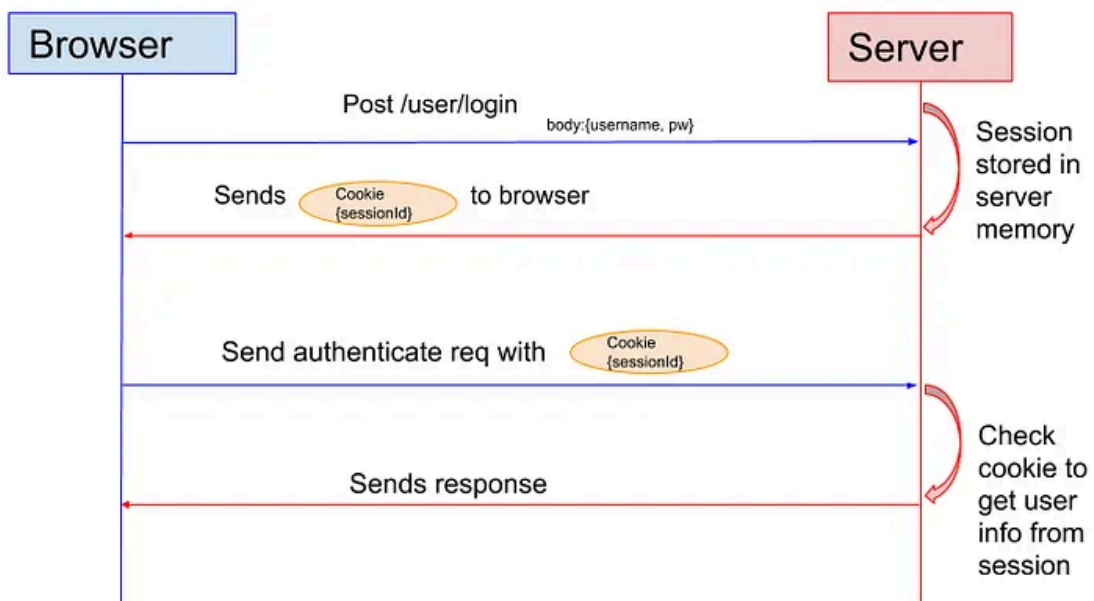 Browser
Server
Post /user/login
body:{username, pw}
Session
stored in
server
memory
Sends
Cookie
{sessionId}
to browser
Send authenticate req with
Cookie
{sessionId}
Check
cookie to
get user
info from
session
Sends response